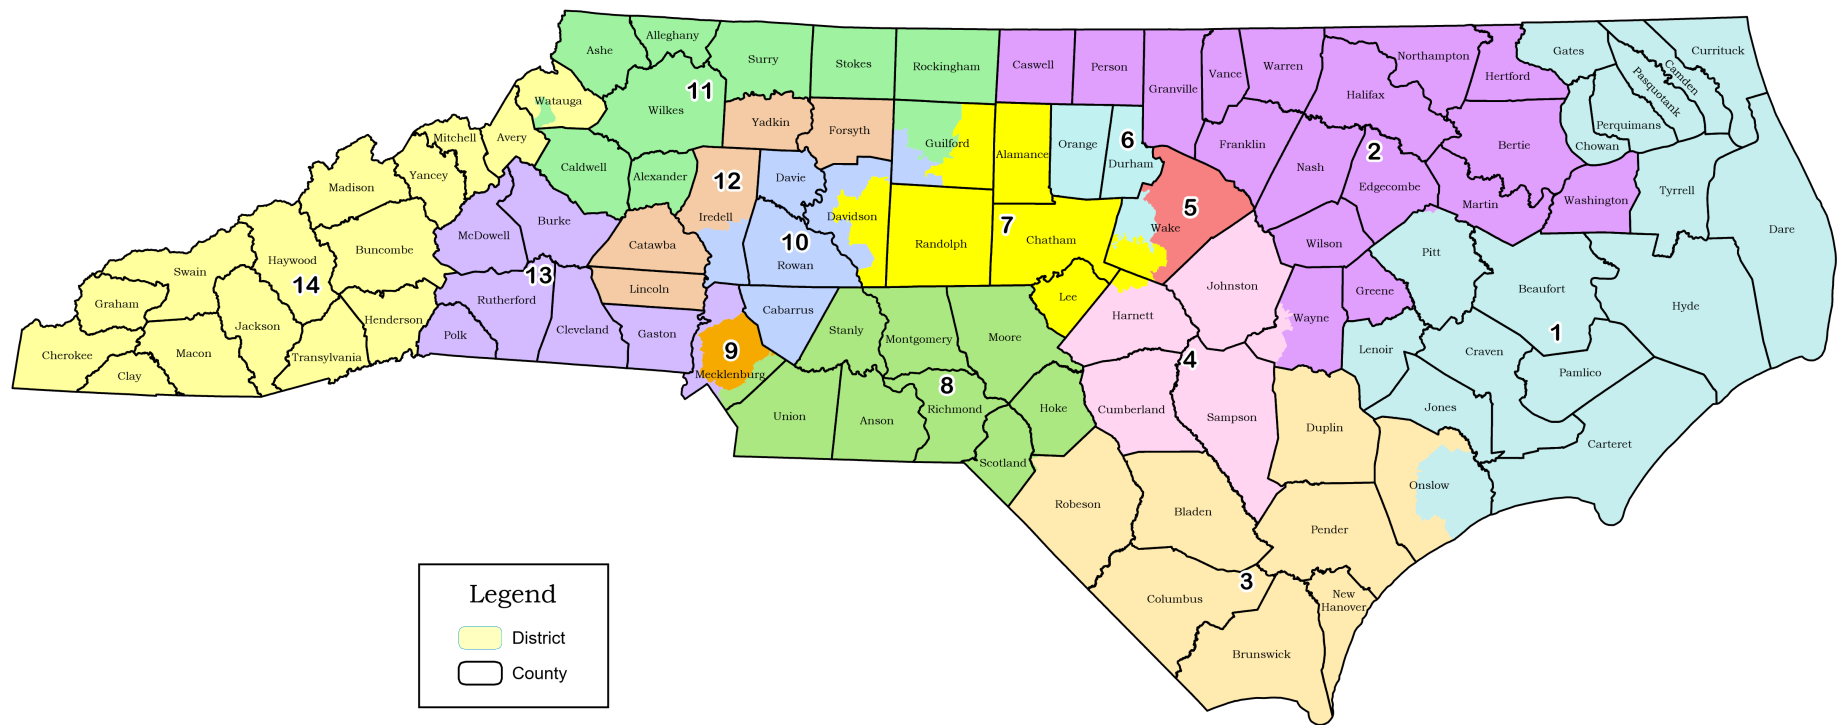 Ashe
Alleghany
Surry
Stokes
Rockingham
Caswell
Person
Granville
Vance
Warren
Northampton
Hertford
Gates
Currituck
Camden
Pasquotank
Perquimans
Chowan
Halifax
Bertie
Watauga
Wilkes
11
Yadkin
Forsyth
Guilford
Alamance
Orange
6
Durham
Franklin
Nash
2
Edgecombe
Martin
Washington
Tyrrell
Dare
Mitchell
Avery
Caldwell
Alexander
12
Iredell
Davie
Davidson
Randolph
7
Chatham
5
Wake
Wilson
Pitt
Beaufort
Hyde
Madison
Yancey
McDowell
Burke
Catawba
10
Rowan
Buncombe
Haywood
14
Swain
Graham
13
Rutherford
Lincoln
Lee
Johnston
Greene
Wayne
Cherokee
Clay
Macon
Jackson
Transylvania
Henderson
Polk
Cleveland
Gaston
Cabarrus
Stanly
Montgomery
Moore
Harnett
4
Lenoir
Craven
1
Pamlico
9
Mecklenburg
Union
Anson
8
Richmond
Hoke
Scotland
Cumberland
Sampson
Duplin
Jones
Carteret
Onslow
Robeson
Bladen
Pender
3
Columbus
New
Hanover
Brunswick
Legend
District
County